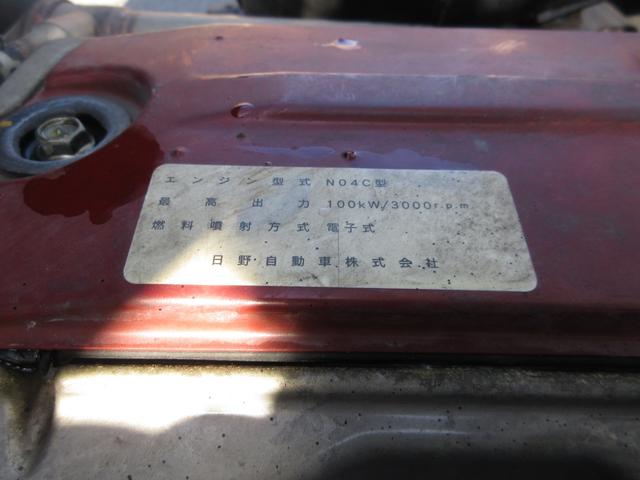 エンジン型式 N04C型
最高出力 100kW/3000r.p.m
燃料噴射方式 電子式
日野自動車株式会社